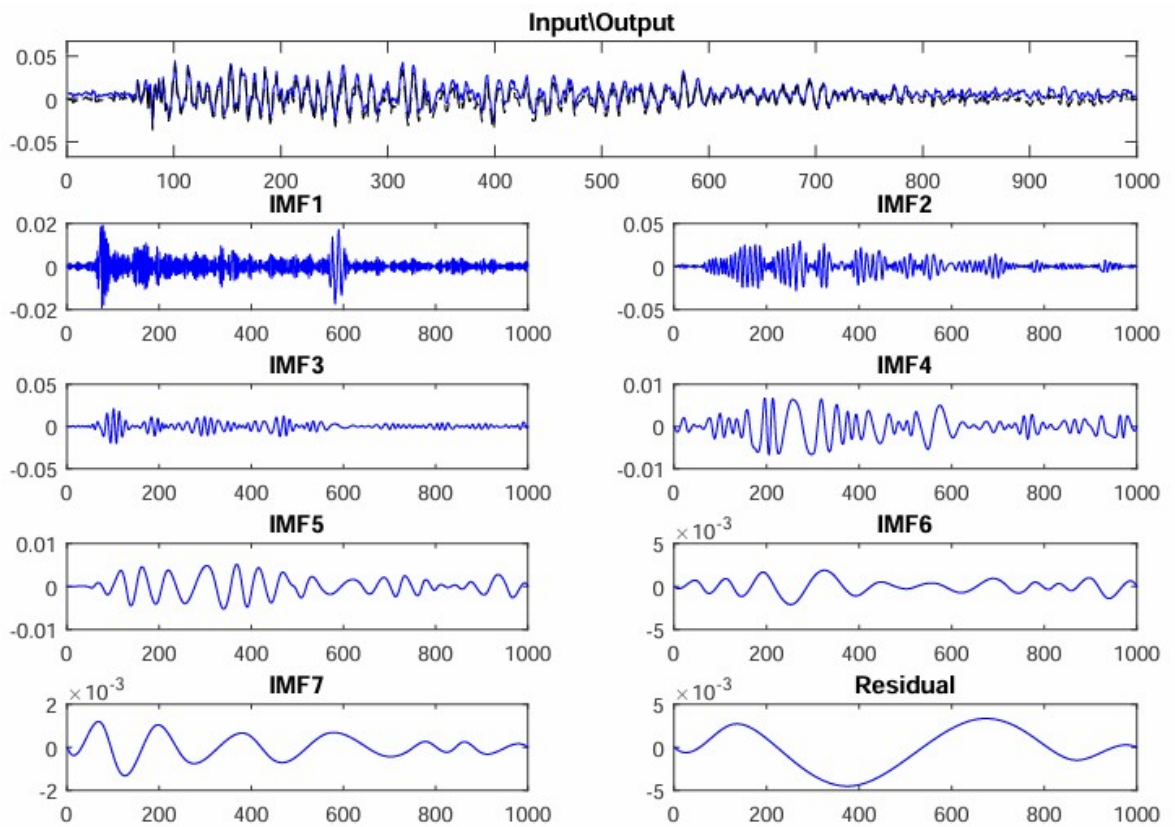 Input\Output
0.05
0
-0.05
0 100 200 300 400 500 600 700 800 900 1000
IMF1 IMF2
0.02 0.05
0 0
-0.02 -0.05
0 200 400 600 800 1000 0 200 400 600 800 1000
IMF3 IMF4
0.05 0.01
0 0
-0.05 -0.01
0 200 400 600 800 1000 0 200 400 600 800 1000
IMF5 IMF6
0.01 5 ×10⁻³
0 0
-0.01 -5
0 200 400 600 800 1000 0 200 400 600 800 1000
IMF7 Residual
2 ×10⁻³ 5 ×10⁻³
0 0
-2 -5
0 200 400 600 800 1000 0 200 400 600 800 1000